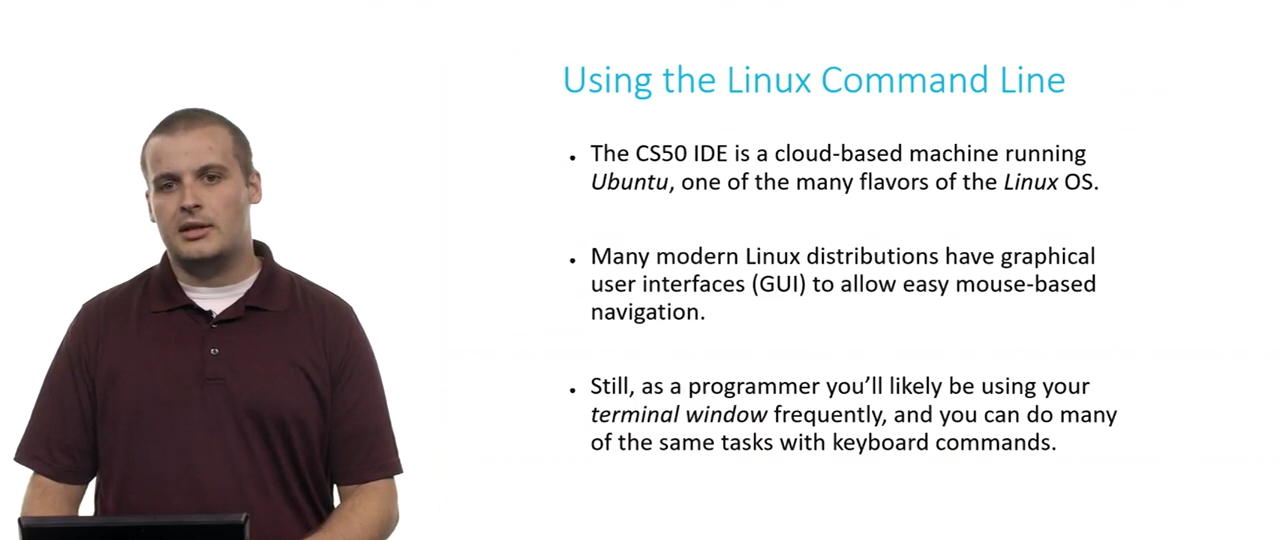 Using the Linux Command Line
• The CS50 IDE is a cloud-based machine running
Ubuntu, one of the many flavors of the Linux OS.
• Many modern Linux distributions have graphical
user interfaces (GUI) to allow easy mouse-based
navigation.
• Still, as a programmer you’ll likely be using your
terminal window frequently, and you can do many
of the same tasks with keyboard commands.